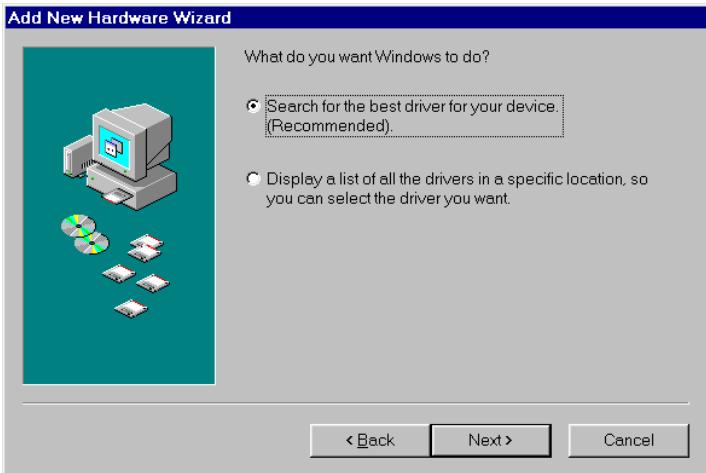 Add New Hardware Wizard
What do you want Windows to do?
Search for the best driver for your device.
(Recommended).
Display a list of all the drivers in a specific location, so
you can select the driver you want.
< Back
Next >
Cancel